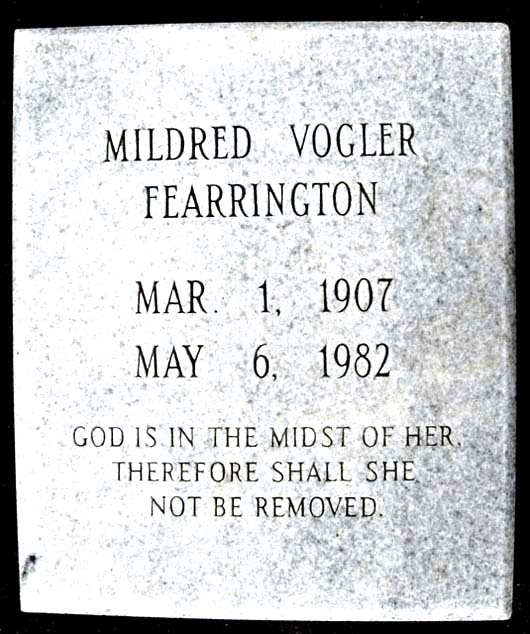 MILDRED VOGLER
FEARRINGTON
MAR. 1, 1907
MAY 6, 1982
GOD IS IN THE MIDST OF HER,
THEREFORE SHALL SHE
NOT BE REMOVED.